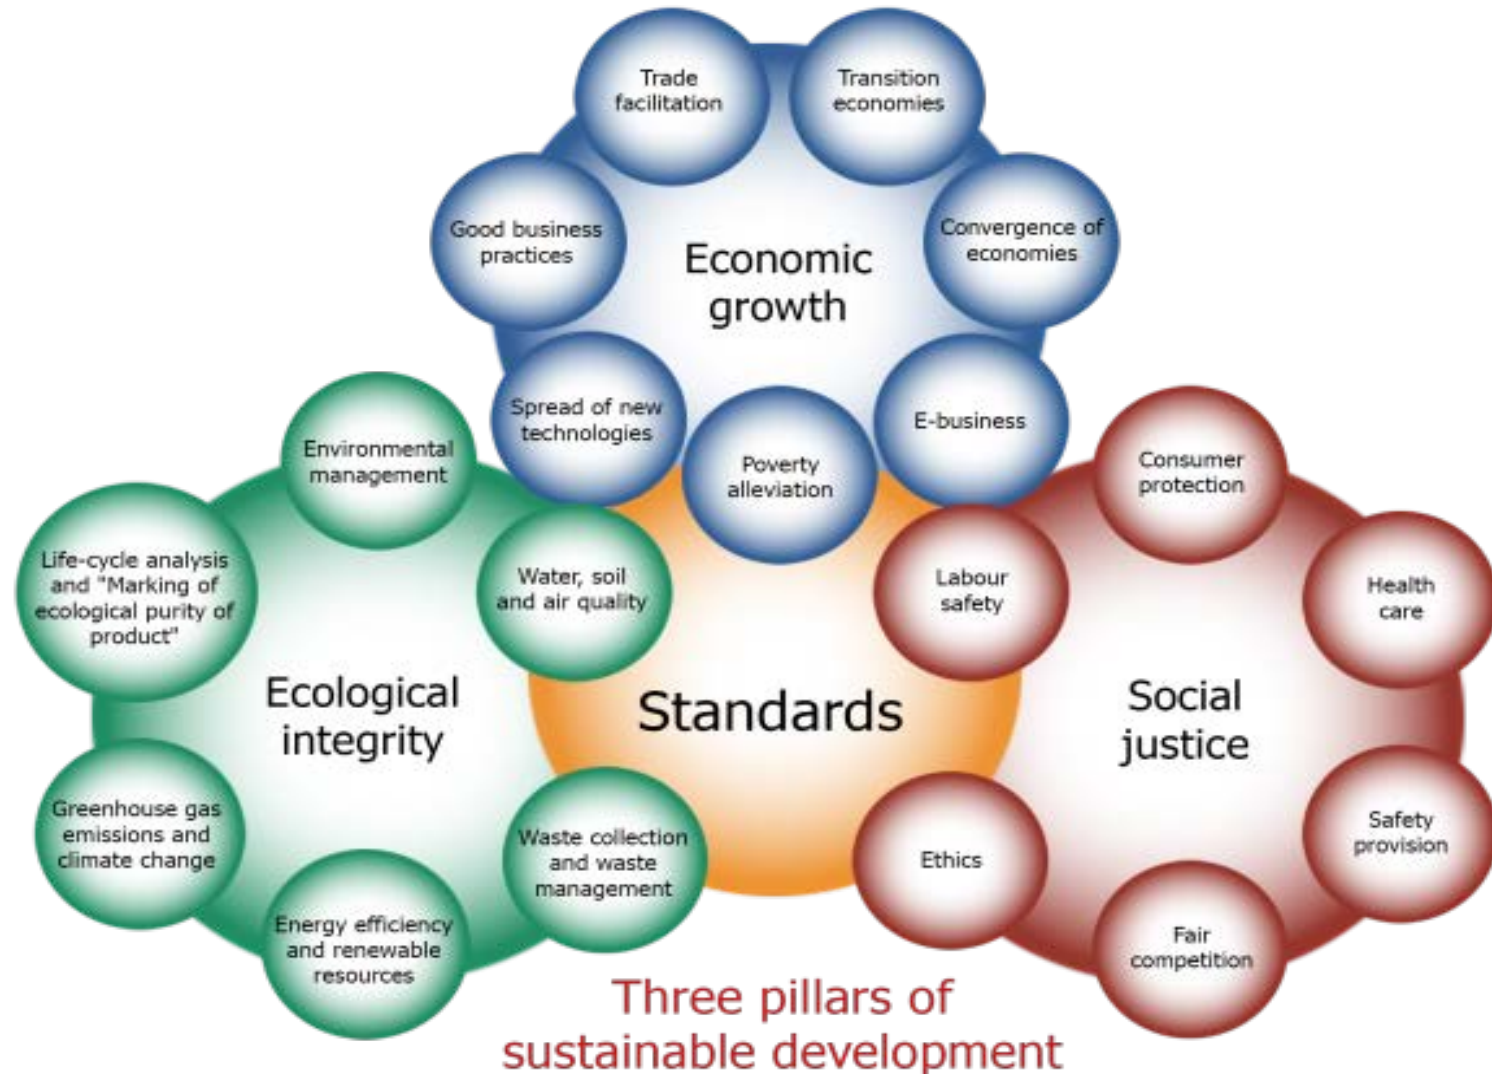 Trade
facilitation
Transition
economies
Good business
practices
Convergence of
economies
Economic
growth
Spread of new
technologies
Poverty
alleviation
E-business
Environmental
management
Life-cycle analysis
and "Marking of
ecological purity of
product"
Water, soil
and air quality
Ecological
integrity
Greenhouse gas
emissions and
climate change
Energy efficiency
and renewable
resources
Waste collection
and waste
management
Standards
Consumer
protection
Labour
safety
Health
care
Social
justice
Safety
provision
Ethics
Fair
competition
Three pillars of
sustainable development